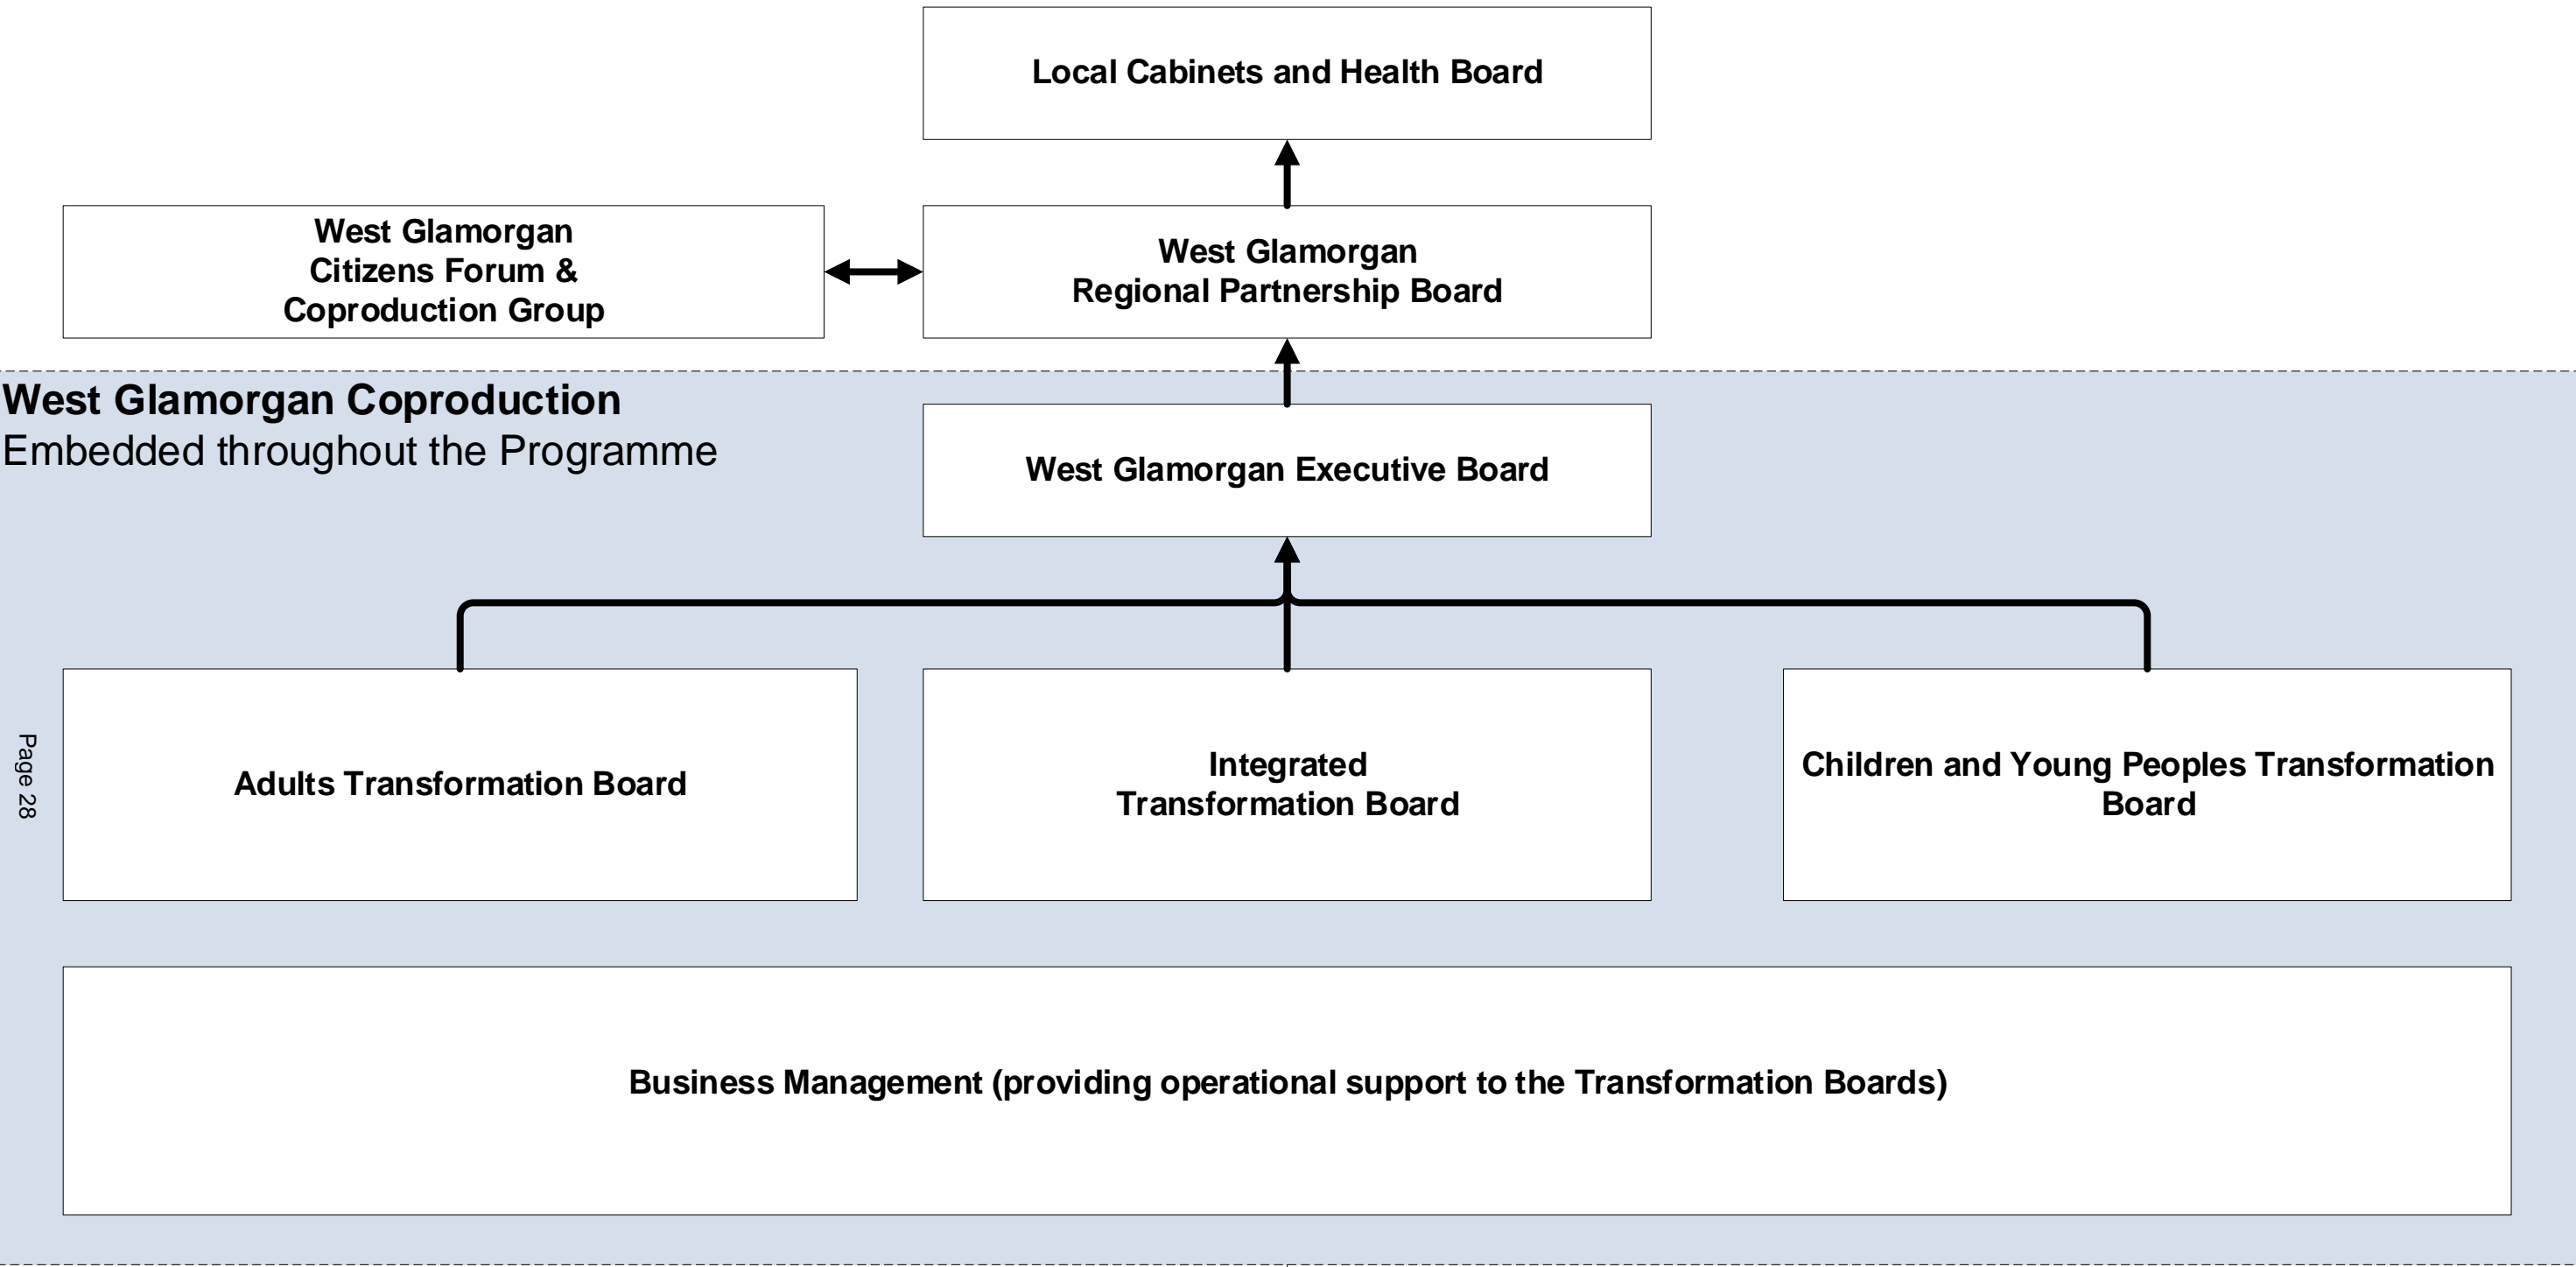 Local Cabinets and Health Board
West Glamorgan
Citizens Forum &
Coproduction Group
West Glamorgan
Regional Partnership Board
West Glamorgan Coproduction
Embedded throughout the Programme
West Glamorgan Executive Board
Adults Transformation Board
Integrated
Transformation Board
Children and Young Peoples Transformation
Board
Business Management (providing operational support to the Transformation Boards)
Page 28